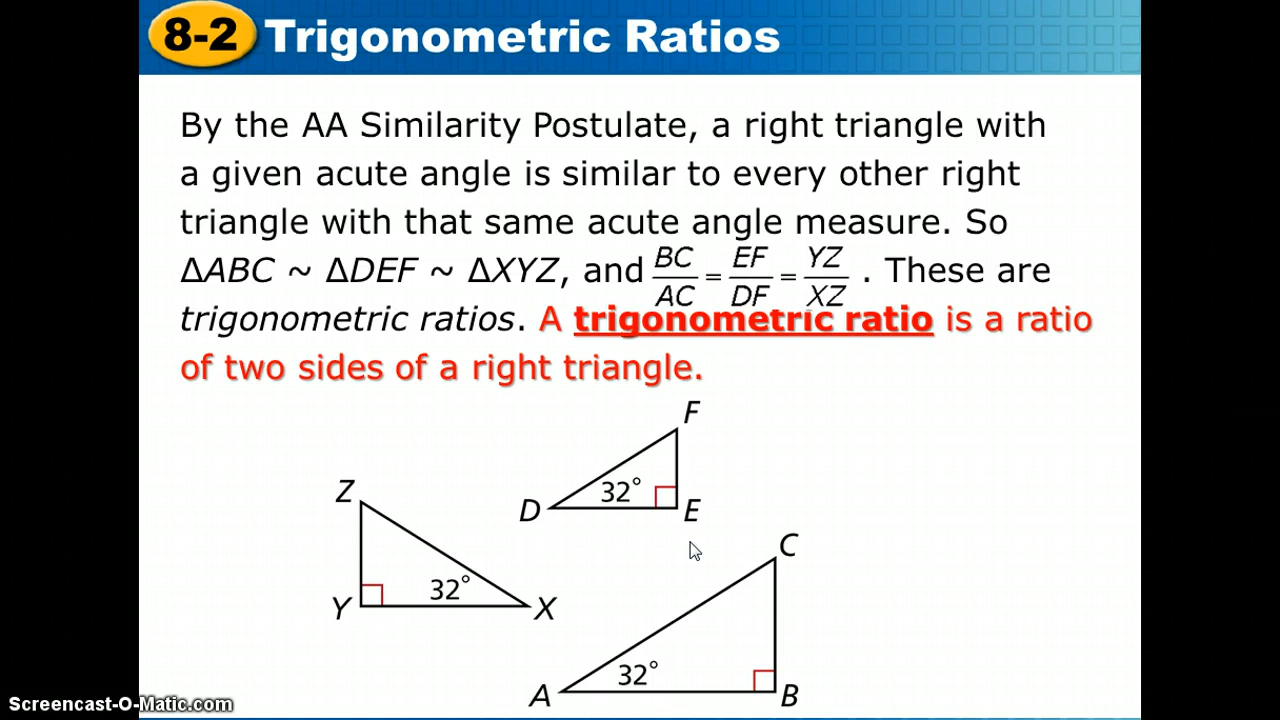 8-2 Trigonometric Ratios
By the AA Similarity Postulate, a right triangle with
a given acute angle is similar to every other right
triangle with that same acute angle measure. So
ΔABC ~ ΔDEF ~ ΔXYZ, and BC/AC = EF/DF = YZ/XZ . These are
trigonometric ratios. A trigonometric ratio is a ratio
of two sides of a right triangle.
F
Z
32°
D
E
C
32°
Y
X
32°
A
B
Screencast-O-Matic.com